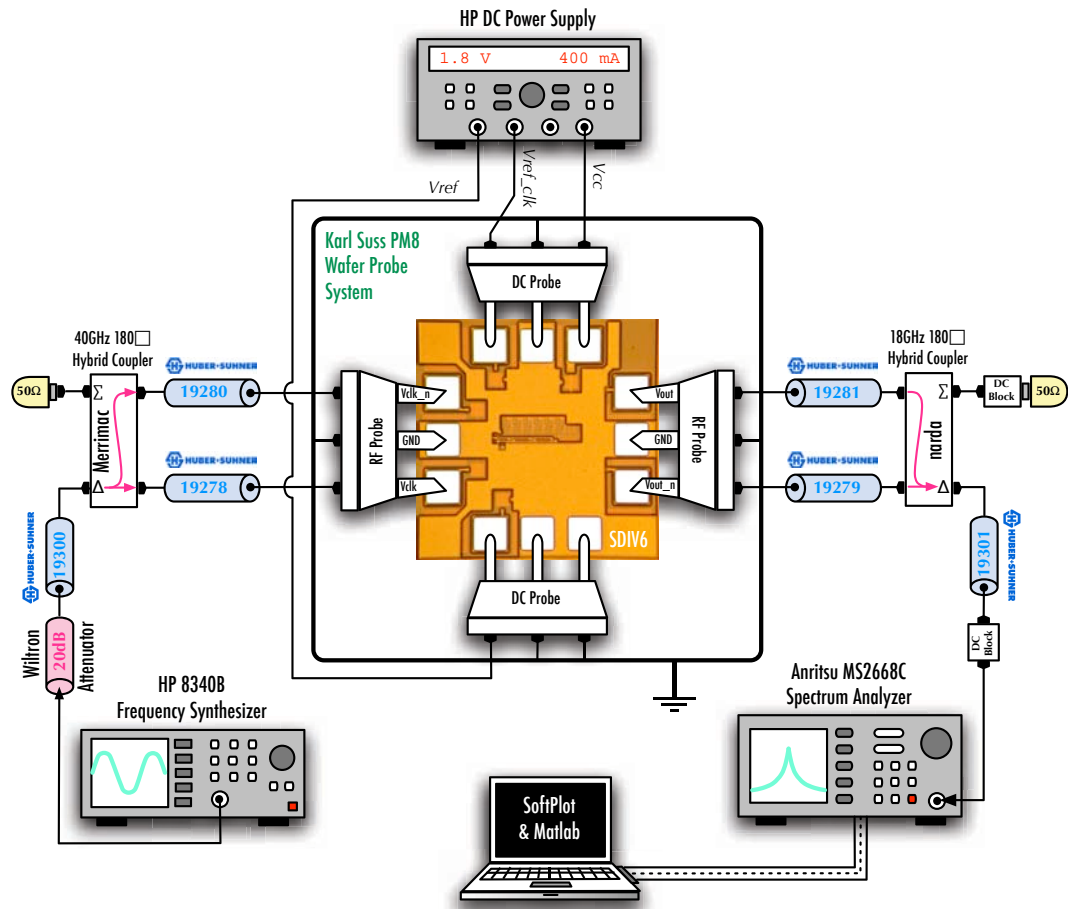 HP DC Power Supply
1.8 V 400 mA
Vref
Vref_clk
Vcc
Karl Suss PM8
Wafer Probe
System
DC Probe
40GHz 180□
Hybrid Coupler
18GHz 180□
Hybrid Coupler
50Ω
Σ
Merrimac
Δ
HUBER+SUHNER
19280
HUBER+SUHNER
19278
RF Probe
Vclk_n
GND
Vclk
Vout
GND
Vout_n
RF Probe
HUBER+SUHNER
19281
HUBER+SUHNER
19279
Σ
narda
Δ
DC
Block
50Ω
SDIV6
DC Probe
HUBER+SUHNER
19300
Wiltron
20dB
Attenuator
HUBER+SUHNER
19301
DC
Block
HP 8340B
Frequency Synthesizer
Anritsu MS2668C
Spectrum Analyzer
SoftPlot
& Matlab